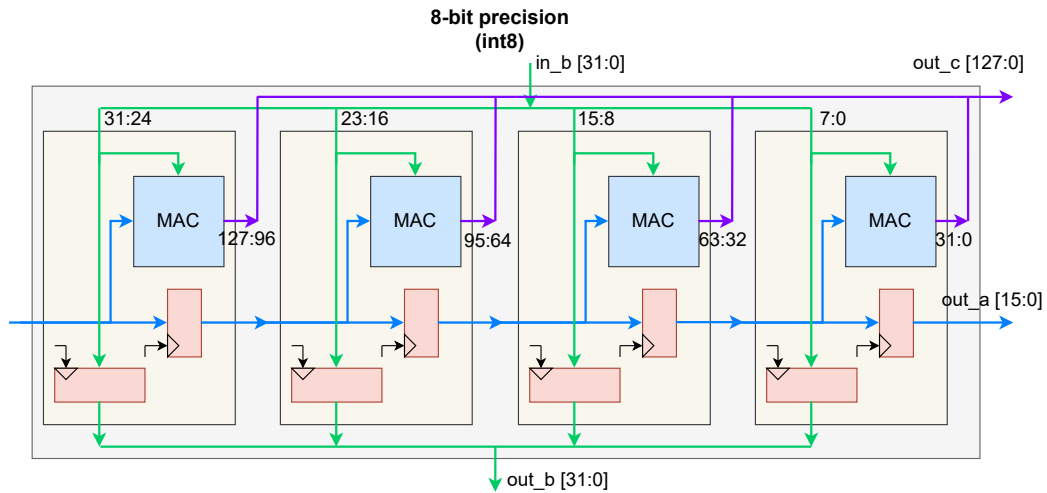 8-bit precision
(int8)
in_b [31:0]
out_c [127:0]
31:24
23:16
15:8
7:0
MAC
MAC
MAC
MAC
127:96
95:64
63:32
31:0
out_a [15:0]
out_b [31:0]